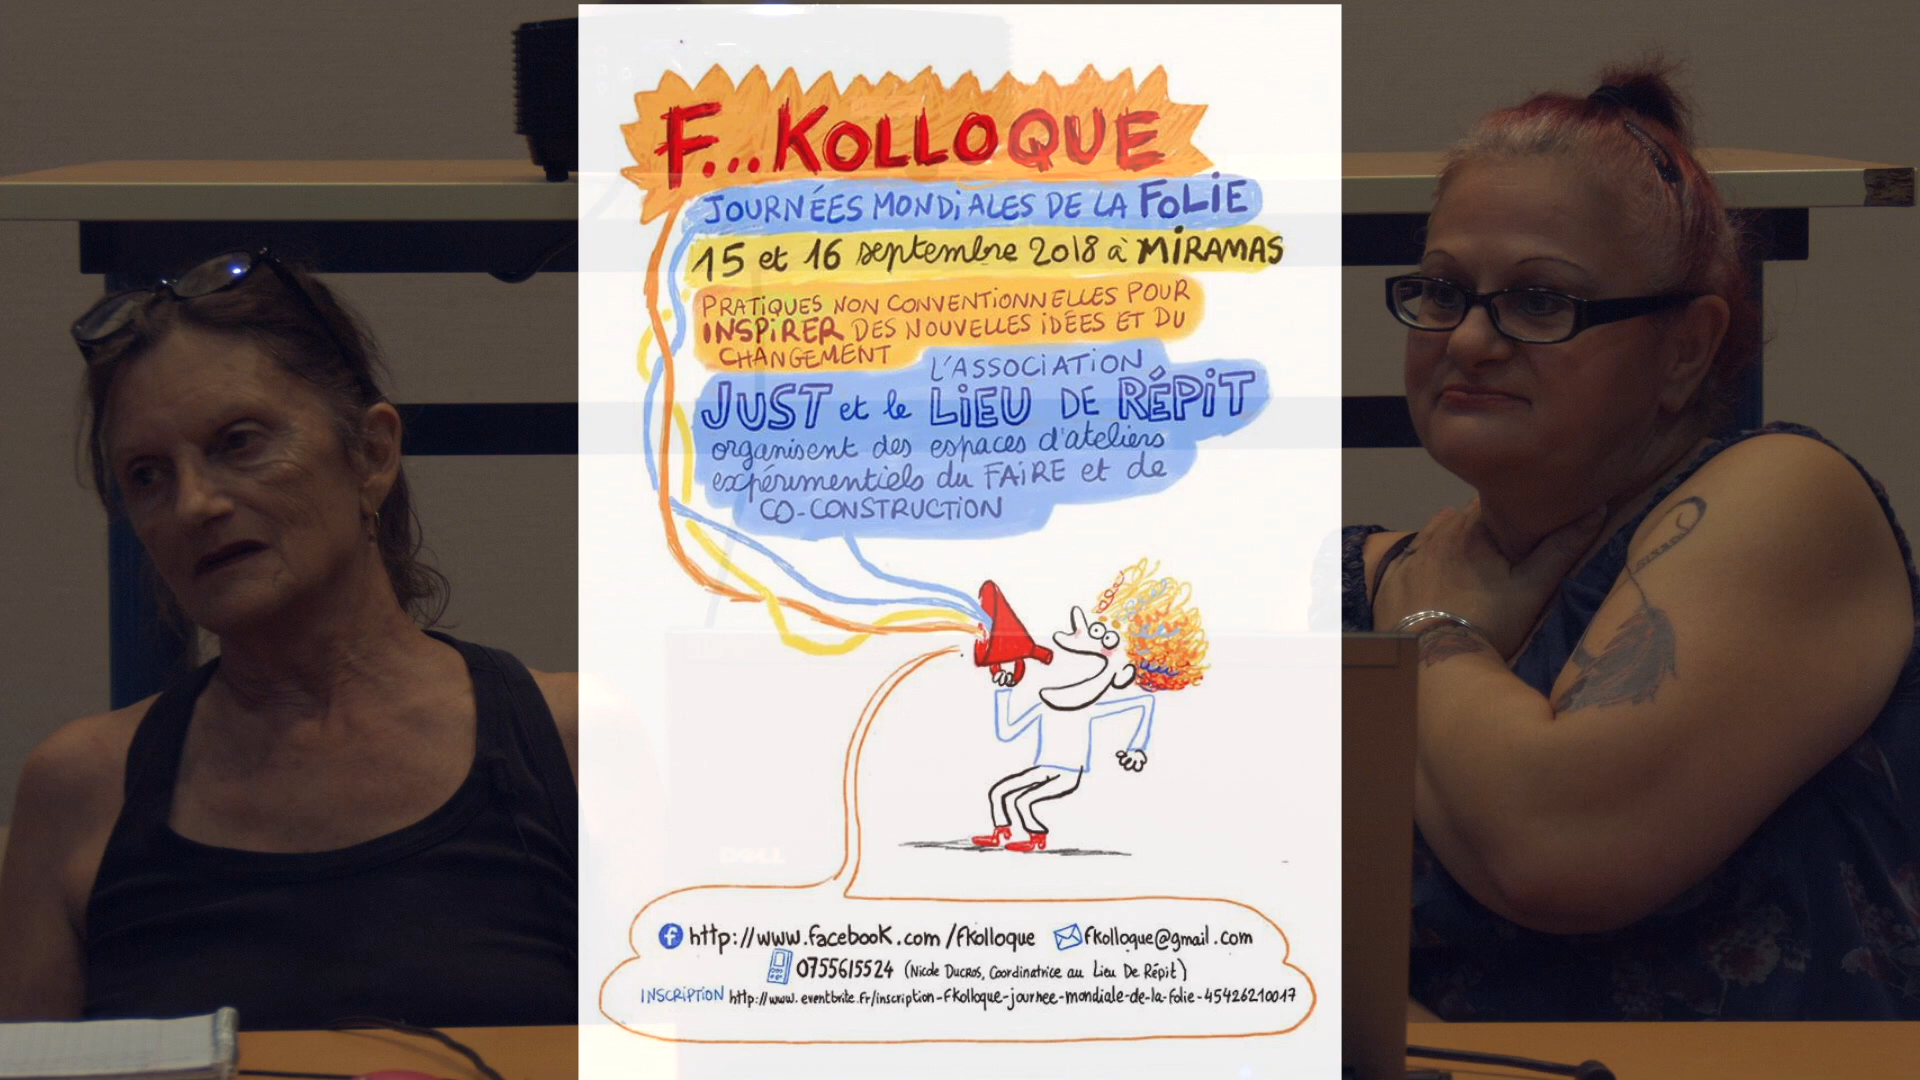 F...KOLLOQUE
JOURNÉES MONDiALES DE LA FOLiE
15 et 16 septembre 2018 à MiRAMAS
PRATiQUES NON CONVENTiONNELLES POUR
INSPiRER DES NOUVELLES iDÉES ET DU
CHANGEMENT
L'ASSOCiATiON
JUST et le LiEU DE RÉPiT
organisent des espaces d'ateliers
expérimentiels du FAiRE et de
CO-CONSTRUCTiON
DELL
http://www.facebook.com/fkolloque fkolloque@gmail.com
0755615524 (Nicole Ducros, Coordinatrice au Lieu De Répit)
iNSCRiPTiON http://www.eventbrite.fr/inscription-fkolloque-journee-mondiale-de-la-folie-45426210017